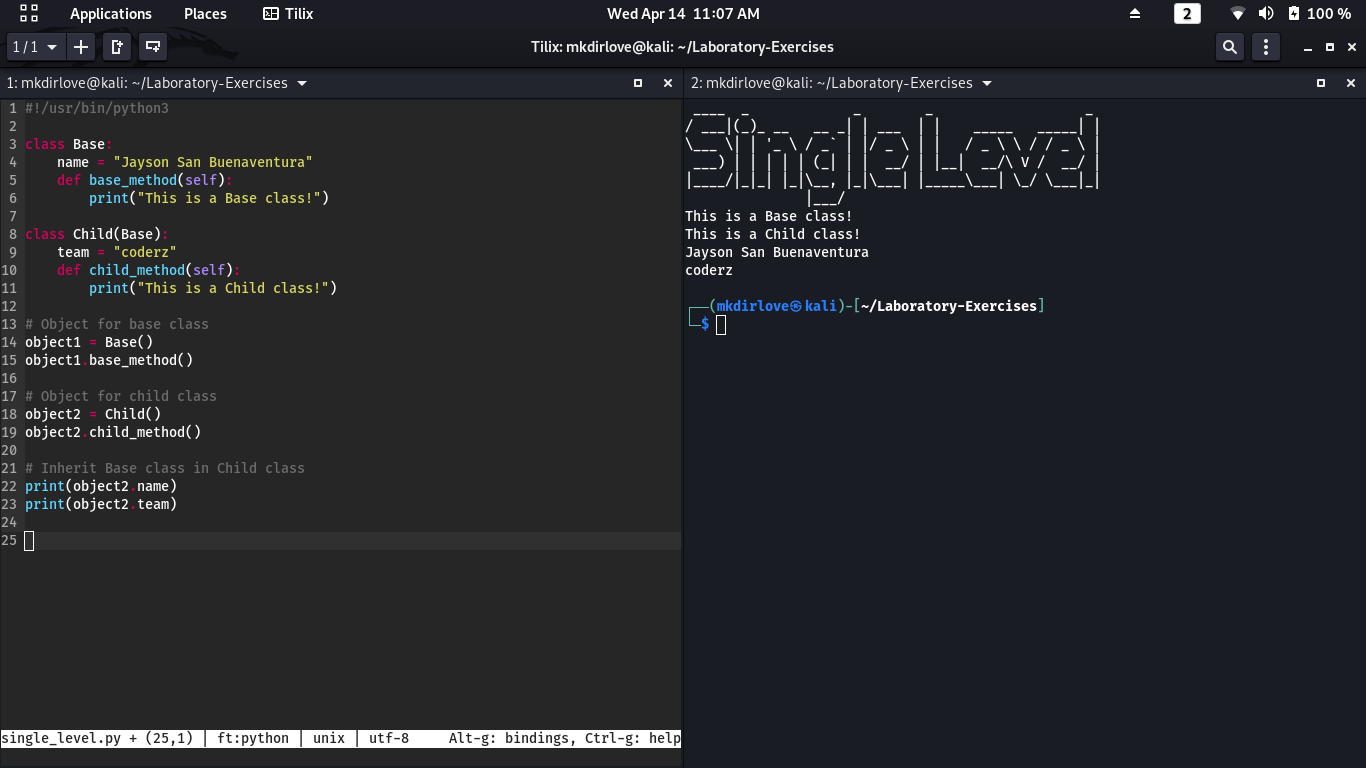 Applications Places Tilix Wed Apr 14 11:07 AM 2 100 %
1 / 1 Tilix: mkdirlove@kali: ~/Laboratory-Exercises
1: mkdirlove@kali: ~/Laboratory-Exercises
1 #!/usr/bin/python3
2
3 class Base:
4     name = "Jayson San Buenaventura"
5     def base_method(self):
6         print("This is a Base class!")
7
8 class Child(Base):
9     team = "coderz"
10     def child_method(self):
11         print("This is a Child class!")
12
13 # Object for base class
14 object1 = Base()
15 object1.base_method()
16
17 # Object for child class
18 object2 = Child()
19 object2.child_method()
20
21 # Inherit Base class in Child class
22 print(object2.name)
23 print(object2.team)
24
25
single_level.py + (25,1) | ft:python | unix | utf-8 Alt-g: bindings, Ctrl-g: help
2: mkdirlove@kali: ~/Laboratory-Exercises
Single Level
This is a Base class!
This is a Child class!
Jayson San Buenaventura
coderz
┌──(mkdirlove㉿kali)-[~/Laboratory-Exercises]
└─$